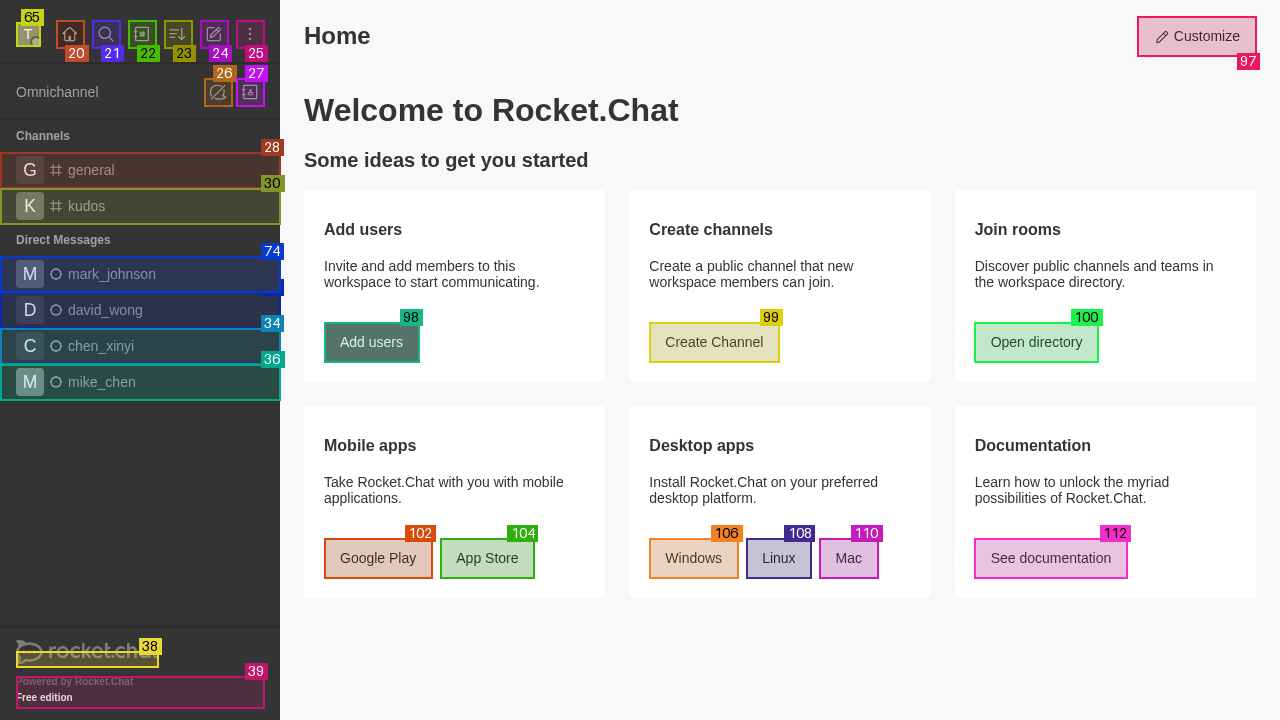 65
T
20
21
22
23
24
25
Omnichannel
26
27
Channels
28
G general
30
K kudos
Direct Messages
74
M mark_johnson
D david_wong
34
C chen_xinyi
36
M mike_chen
38
rocket.chat
39
Powered by Rocket.Chat
Free edition
Home
Customize
97
Welcome to Rocket.Chat
Some ideas to get you started
Add users
Invite and add members to this
workspace to start communicating.
98
Add users
Create channels
Create a public channel that new
workspace members can join.
99
Create Channel
Join rooms
Discover public channels and teams in
the workspace directory.
100
Open directory
Mobile apps
Take Rocket.Chat with you with mobile
applications.
102
104
Google Play
App Store
Desktop apps
Install Rocket.Chat on your preferred
desktop platform.
106
108
110
Windows
Linux
Mac
Documentation
Learn how to unlock the myriad
possibilities of Rocket.Chat.
112
See documentation